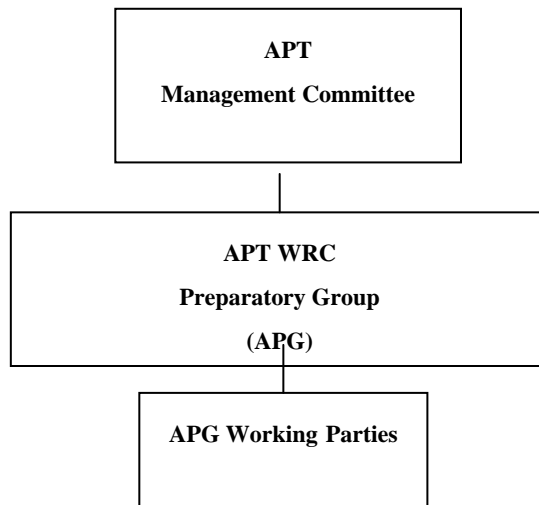 APT
Management Committee
APT WRC
Preparatory Group
(APG)
APG Working Parties